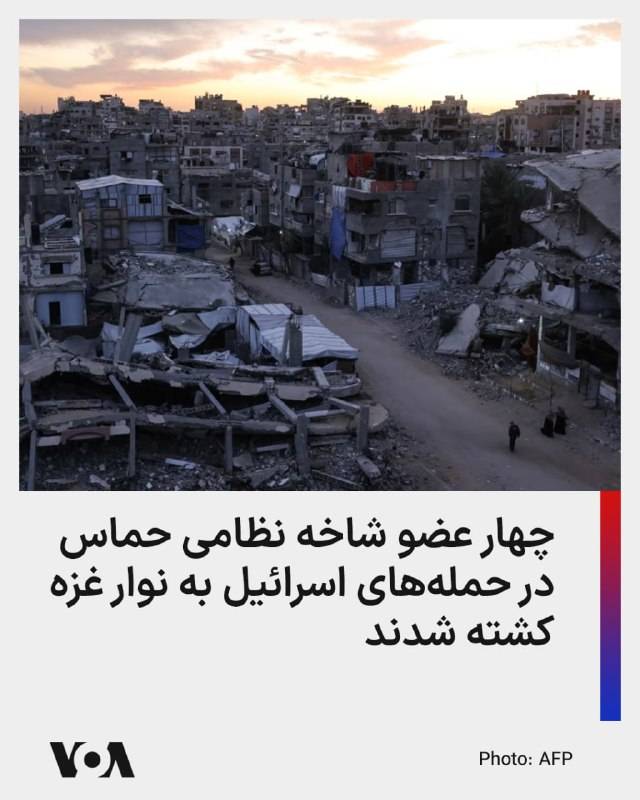 چهار عضو شاخه نظامی حماس
در حمله‌های اسرائیل به نوار غزه
کشته شدند
VOA
Photo: AFP